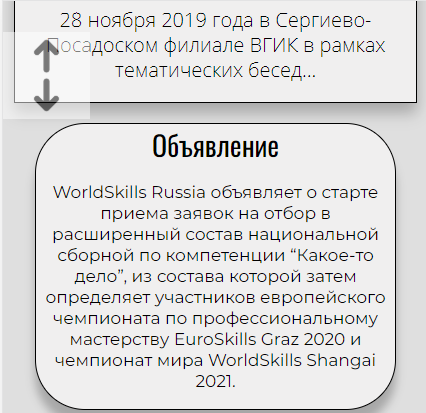 28 ноября 2019 года в Сергиево-
Посадоском филиале ВГИК в рамках
тематических бесед...
Объявление
WorldSkills Russia объявляет о старте
приема заявок на отбор в
расширенный состав национальной
сборной по компетенции “Какое-то
дело”, из состава которой затем
определяет участников европейского
чемпионата по профессиональному
мастерству EuroSkills Graz 2020 и
чемпионат мира WorldSkills Shangai
2021.